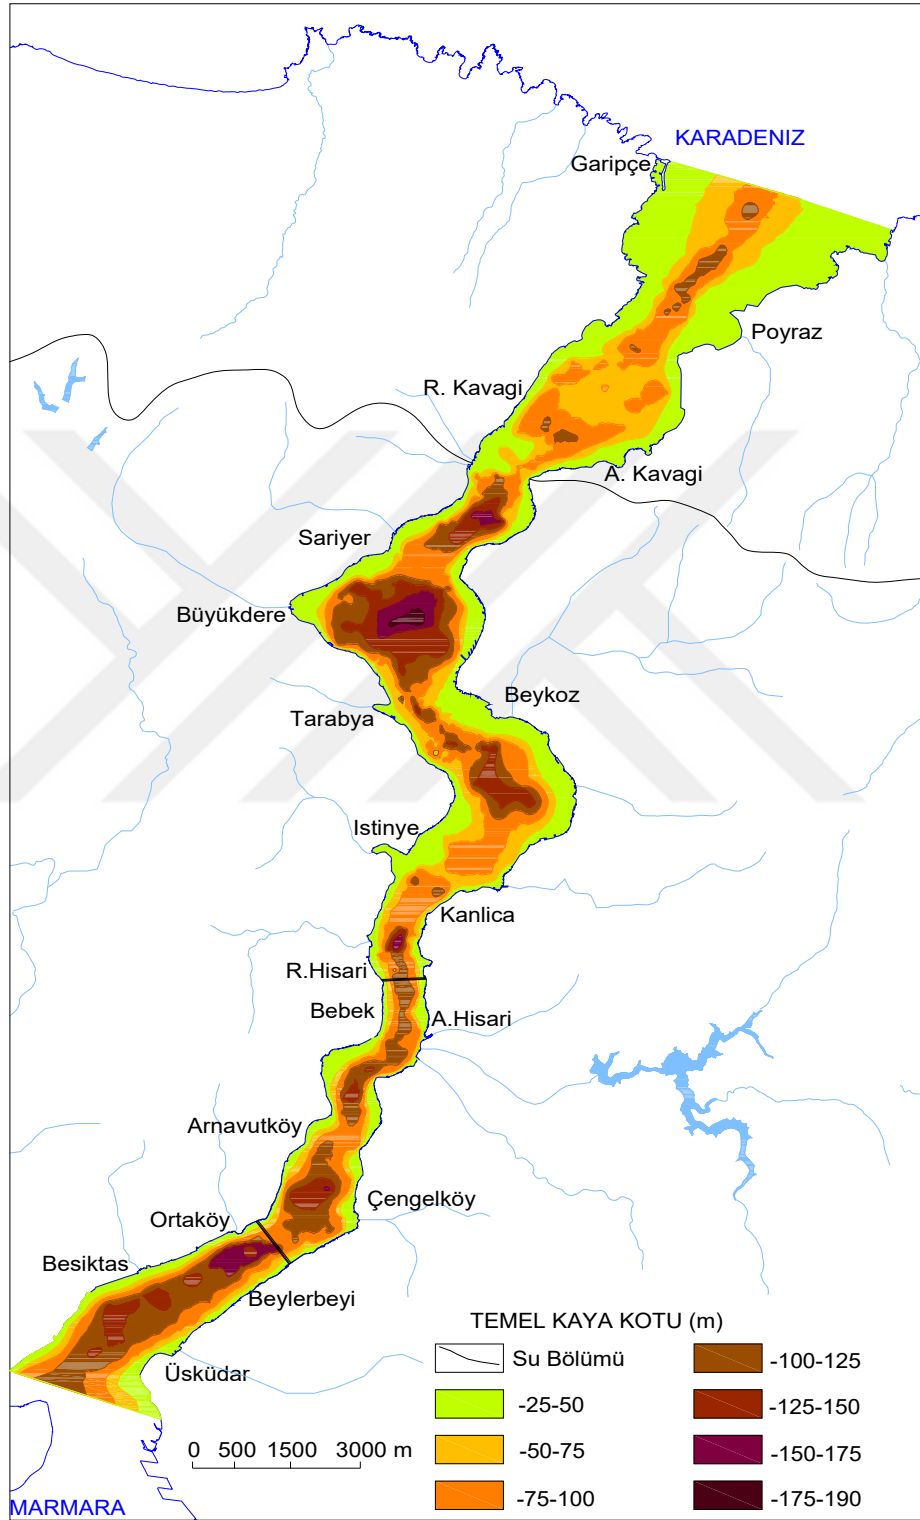 KARADENIZ
Garipçe
Poyraz
R. Kavagi
A. Kavagi
Sariyer
Büyükdere
Beykoz
Tarabya
Istinye
Kanlica
R.Hisari
Bebek
A.Hisari
Arnavutköy
Çengelköy
Ortaköy
Besiktas
Beylerbeyi
Üsküdar
TEMEL KAYA KOTU (m)
Su Bölümü
-100-125
-25-50
-125-150
-50-75
-150-175
-75-100
-175-190
0 500 1500 3000 m
MARMARA